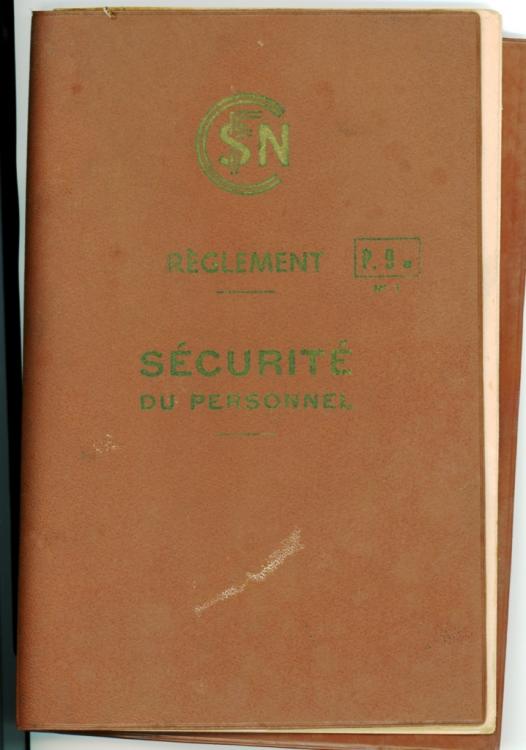 SNCF
RÈGLEMENT
P. 9 a
N° 1
SÉCURITÉ
DU PERSONNEL